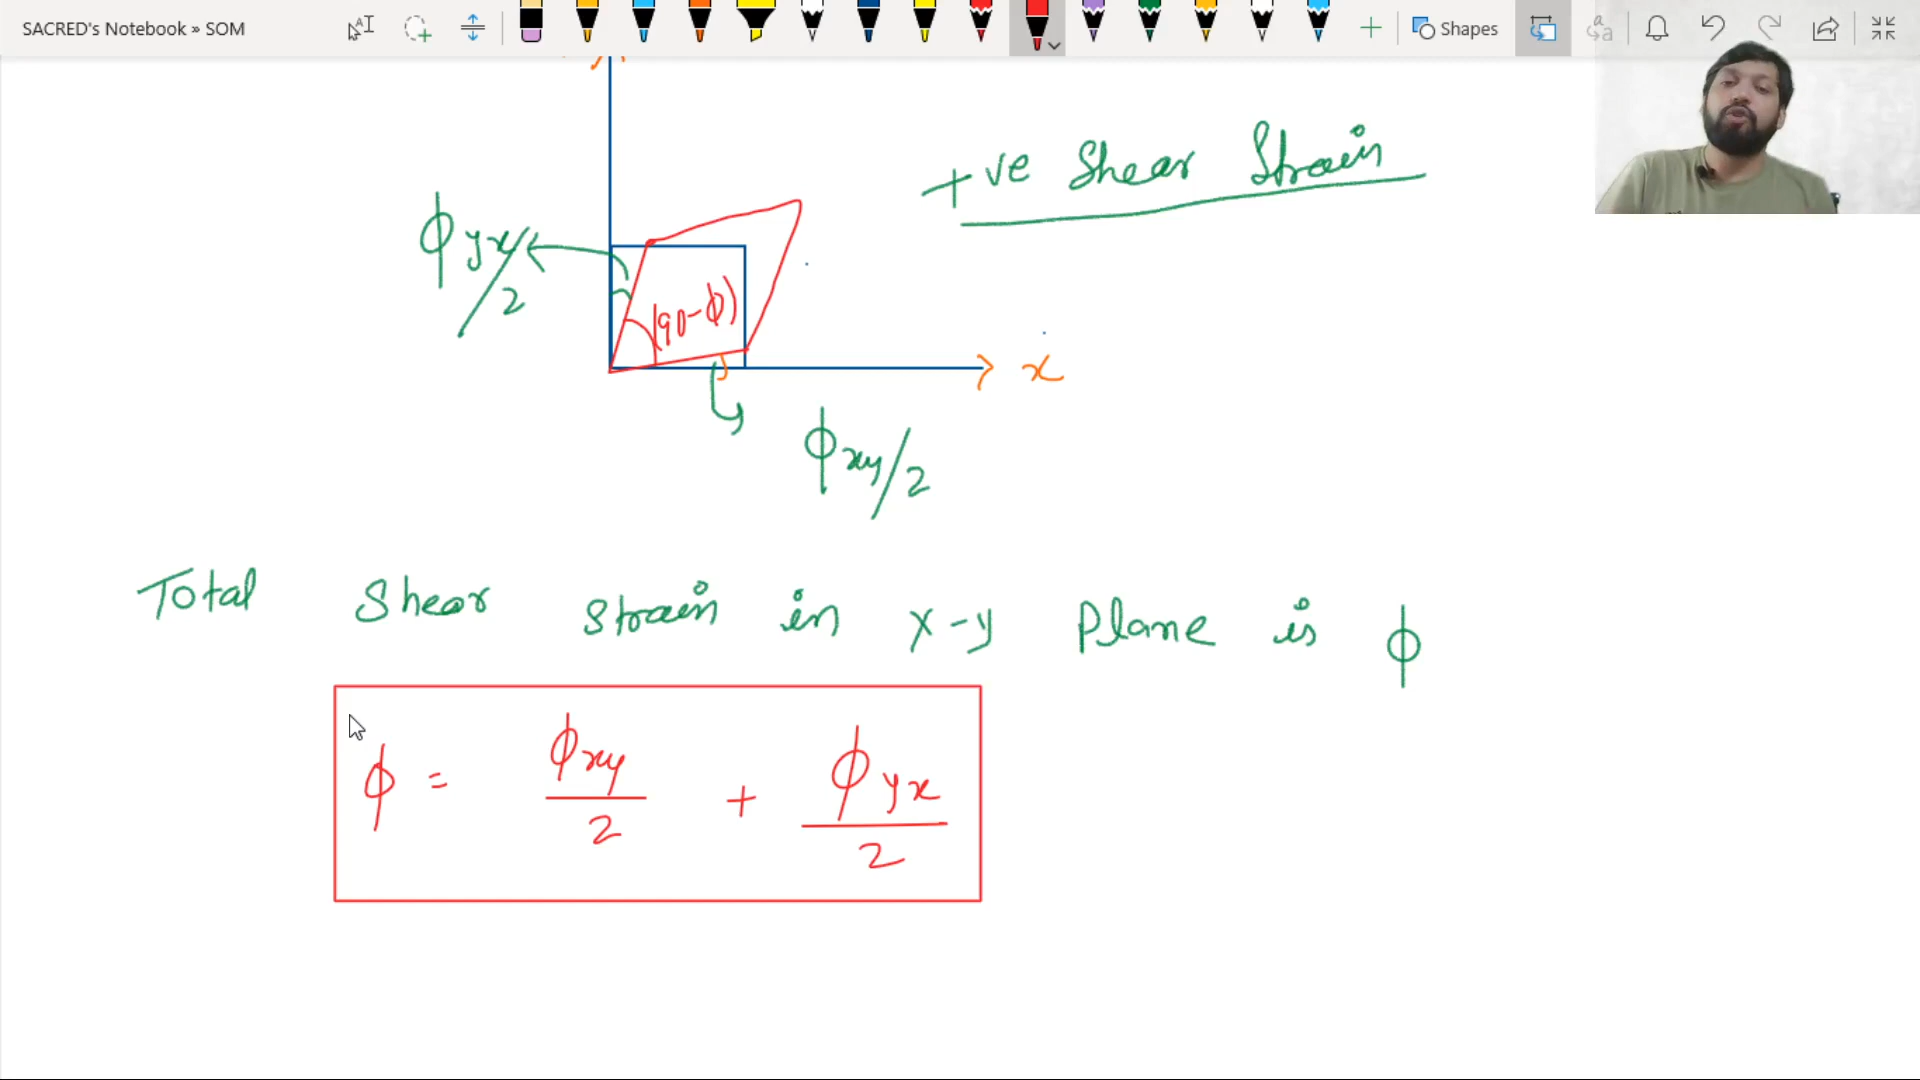 SACRED's Notebook » SOM
Shapes
+ve Shear Strain
ϕyx/2
(90-ϕ)
x
ϕxy/2
Total Shear Strain in x-y Plane is ϕ
ϕ = ϕxy/2 + ϕyx/2